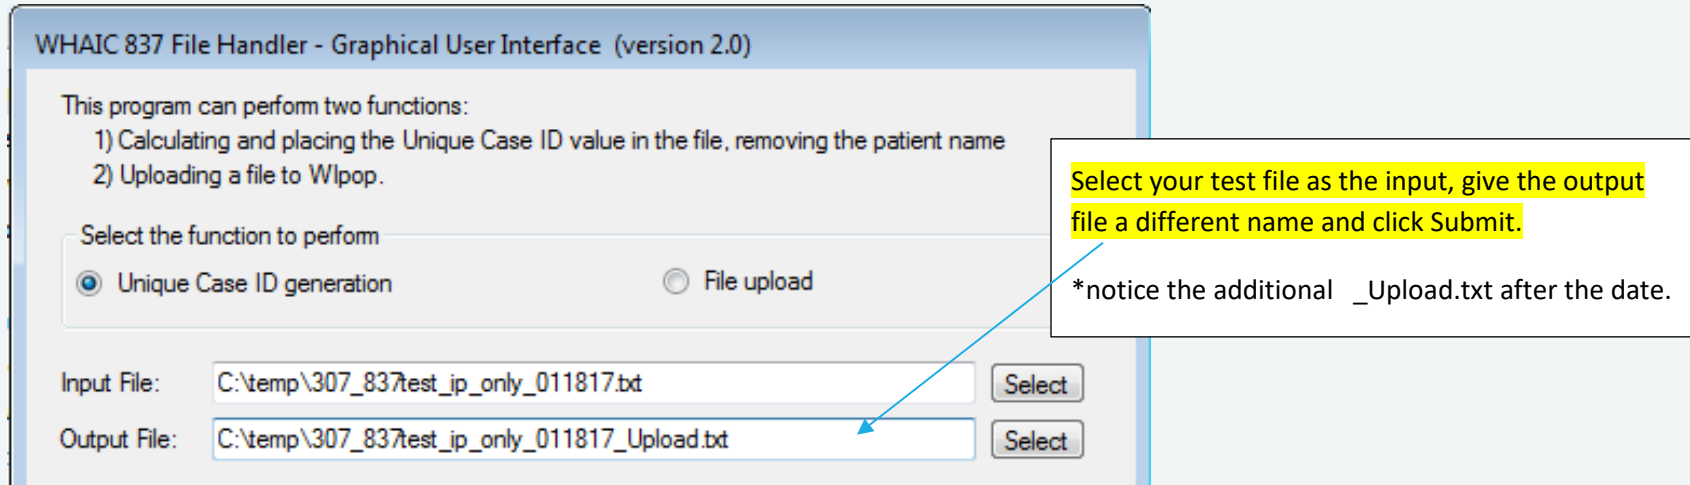 WHAIC 837 File Handler - Graphical User Interface (version 2.0)
This program can perform two functions:
1) Calculating and placing the Unique Case ID value in the file, removing the patient name
2) Uploading a file to WIpop.
Select the function to perform
Unique Case ID generation
File upload
Input File:
C:\temp\307_837test_ip_only_011817.txt
Select
Output File:
C:\temp\307_837test_ip_only_011817_Upload.txt
Select
Select your test file as the input, give the output
file a different name and click Submit.
*notice the additional _Upload.txt after the date.